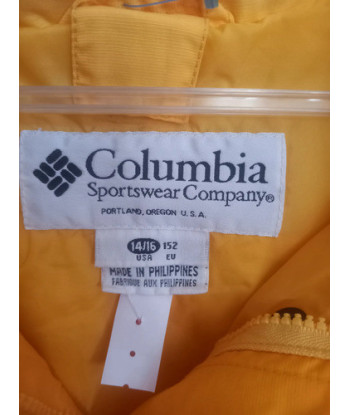 Columbia
Sportswear Company®
PORTLAND, OREGON U.S.A.
14/16 152
USA EU
MADE IN PHILIPPINES
FABRIQUE AUX PHILIPPINES